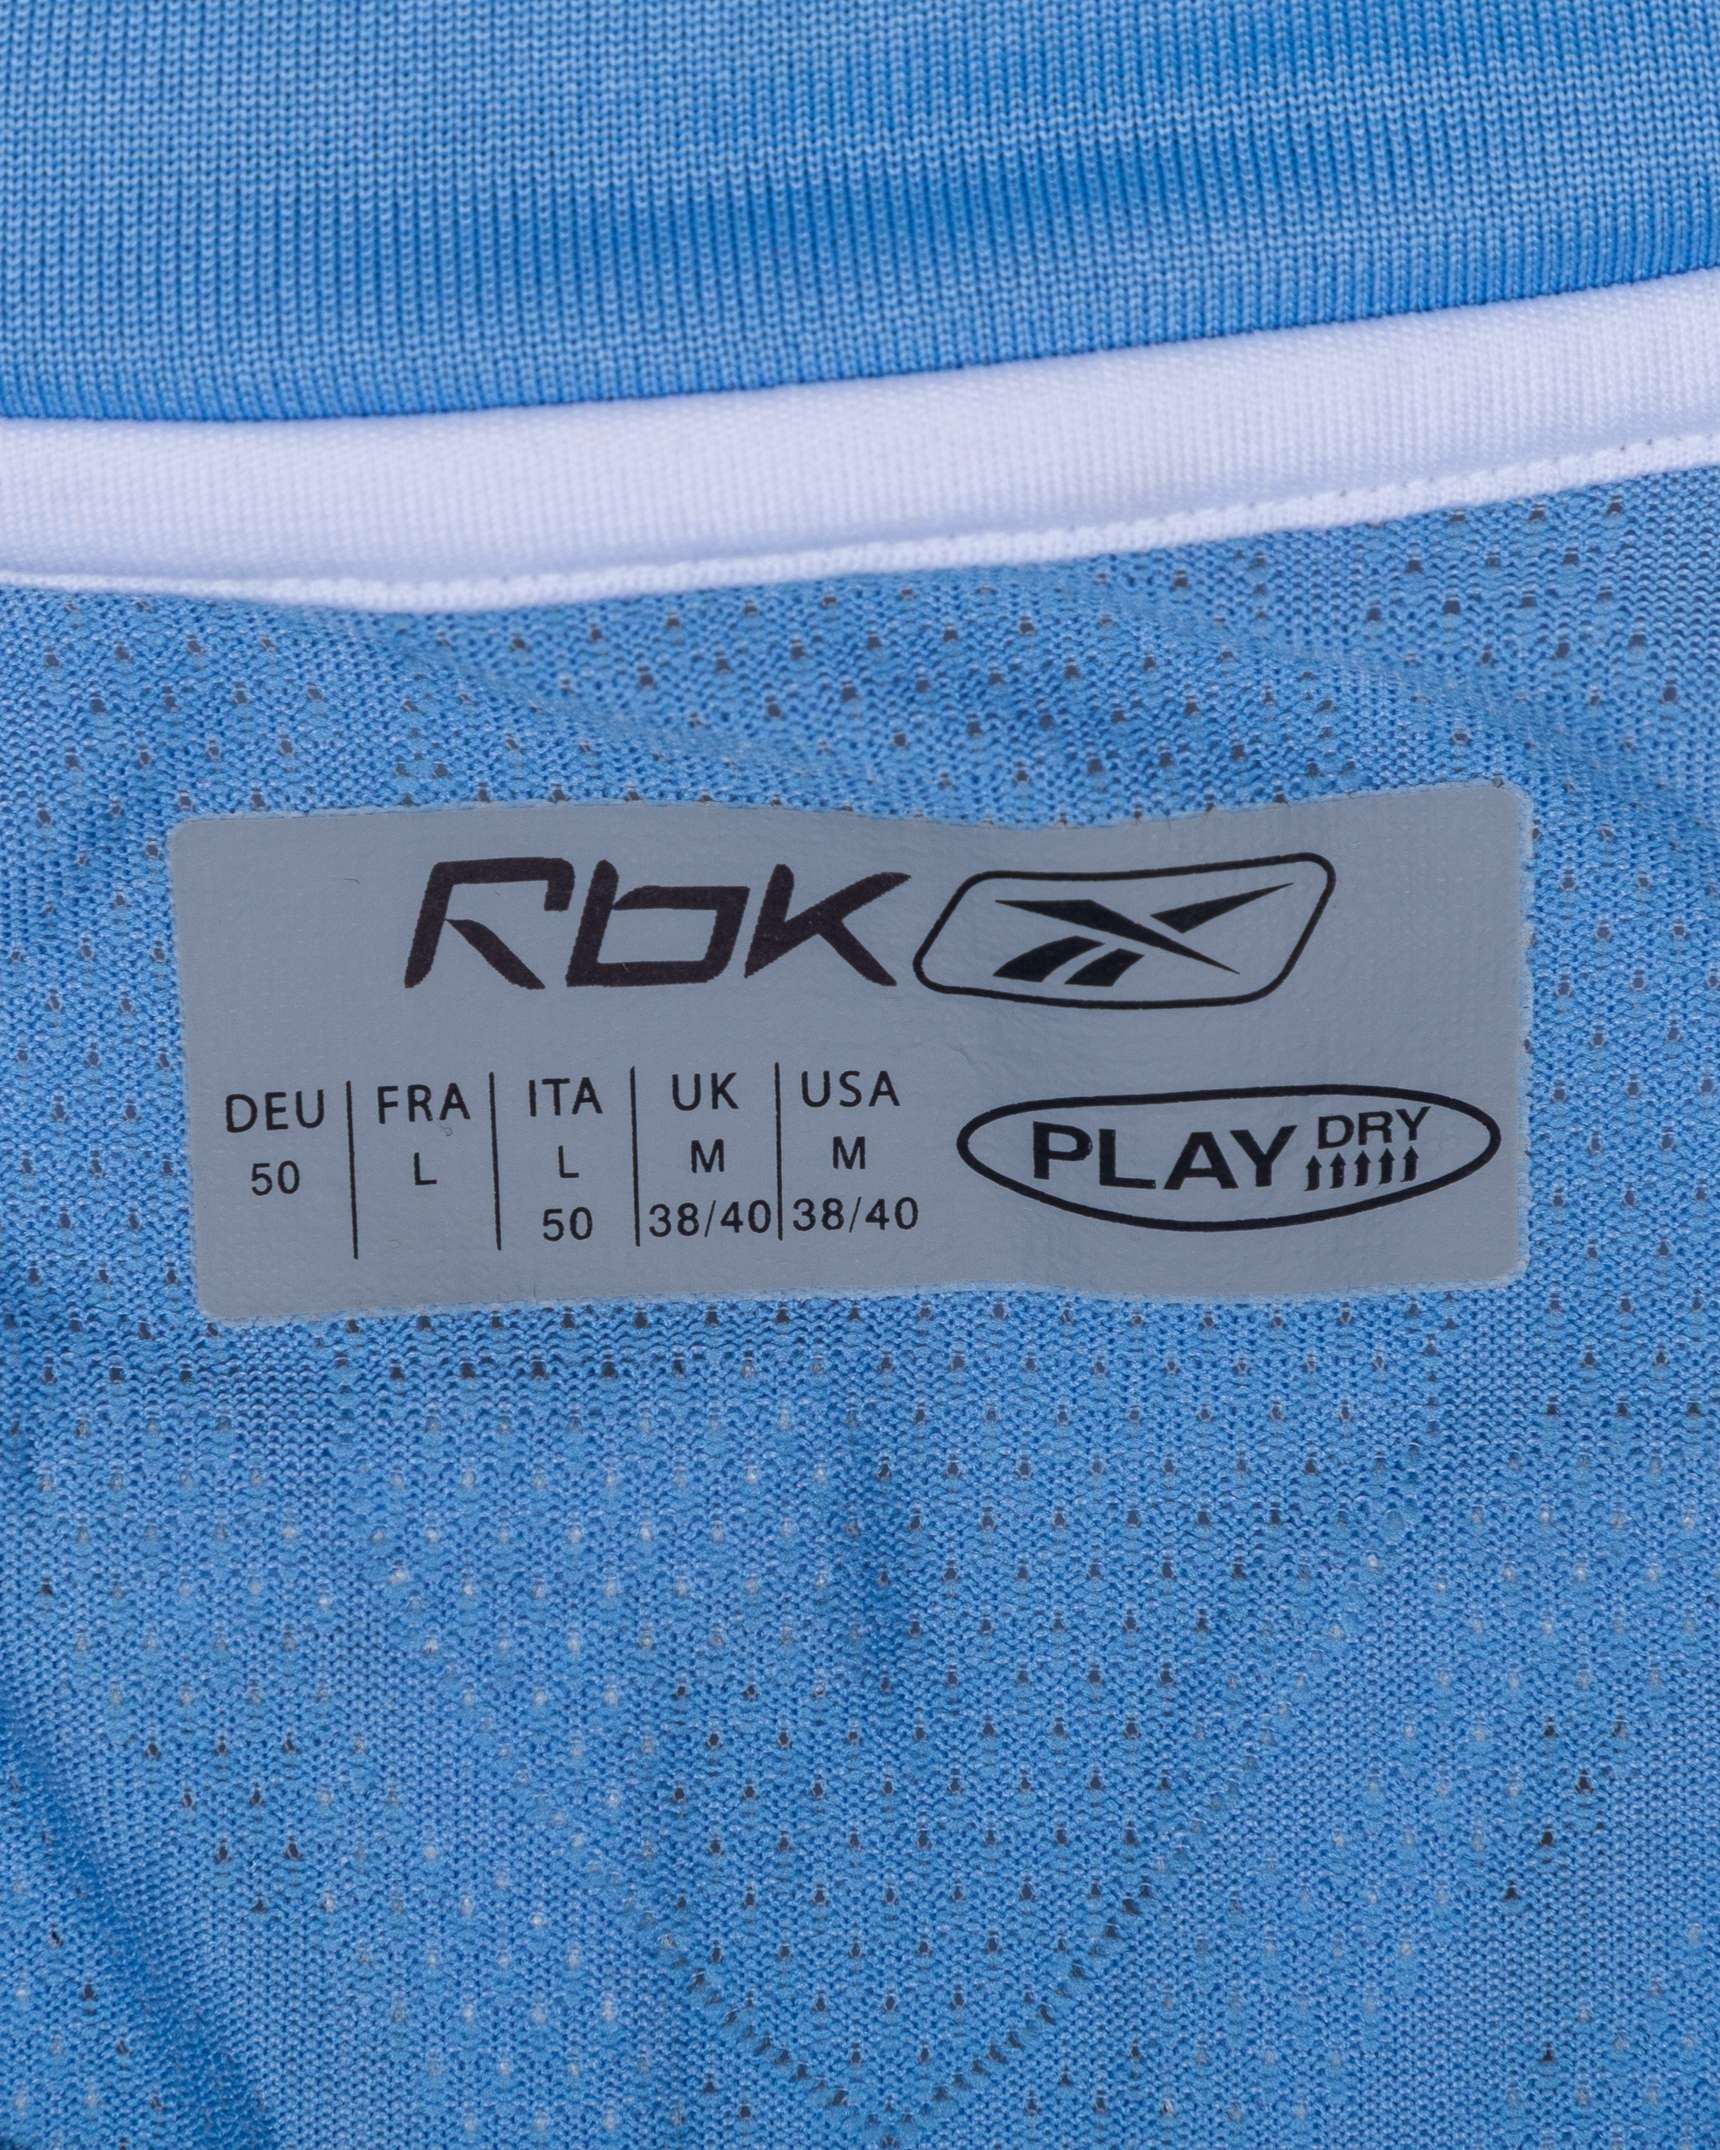 Rbk
DEU FRA ITA UK USA
50 L L M M
50 38/40 38/40
PLAY DRY